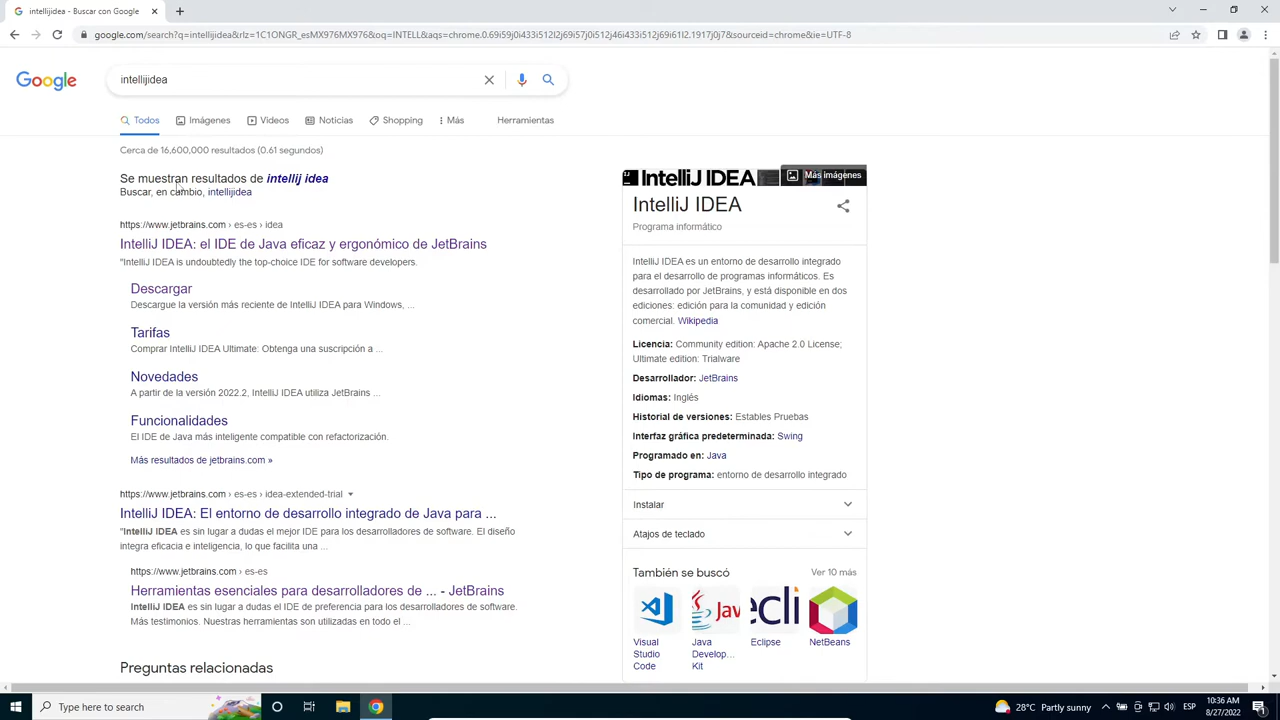 intellijidea - Buscar con Google
google.com/search?q=intellijidea&rlz=1C1ONGR_esMX976MX976&oq=INTELL&aqs=chrome.0.69i59j0i433i512l2j69i57j0i512j46i433i512j69i61l2.1917j0j7&sourceid=chrome&ie=UTF-8
Google
intellijidea
Todos Imágenes Videos Noticias Shopping Más Herramientas
Cerca de 16,600,000 resultados (0.61 segundos)
Se muestran resultados de intellij idea
Buscar, en cambio, intellijidea
https://www.jetbrains.com › es-es › idea
IntelliJ IDEA: el IDE de Java eficaz y ergonómico de JetBrains
"IntelliJ IDEA is undoubtedly the top-choice IDE for software developers.
Descargar
Descargue la versión más reciente de IntelliJ IDEA para Windows, ...
Tarifas
Comprar IntelliJ IDEA Ultimate: Obtenga una suscripción a ...
Novedades
A partir de la versión 2022.2, IntelliJ IDEA utiliza JetBrains ...
Funcionalidades
El IDE de Java más inteligente compatible con refactorización.
Más resultados de jetbrains.com »
https://www.jetbrains.com › es-es › idea-extended-trial
IntelliJ IDEA: El entorno de desarrollo integrado de Java para ...
"IntelliJ IDEA es sin lugar a dudas el mejor IDE para los desarrolladores de software. El diseño
integra eficacia e inteligencia, lo que facilita una ...
https://www.jetbrains.com › es-es
Herramientas esenciales para desarrolladores de ... - JetBrains
IntelliJ IDEA es sin lugar a dudas el IDE de preferencia para los desarrolladores de software.
Más testimonios. Nuestras herramientas son utilizadas en todo el ...
Preguntas relacionadas
IJ IntelliJ IDEA
Más imágenes
IntelliJ IDEA
Programa informático
IntelliJ IDEA es un entorno de desarrollo integrado
para el desarrollo de programas informáticos. Es
desarrollado por JetBrains, y está disponible en dos
ediciones: edición para la comunidad y edición
comercial. Wikipedia
Licencia: Community edition: Apache 2.0 License;
Ultimate edition: Trialware
Desarrollador: JetBrains
Idiomas: Inglés
Historial de versiones: Estables Pruebas
Interfaz gráfica predeterminada: Swing
Programado en: Java
Tipo de programa: entorno de desarrollo integrado
Instalar
Atajos de teclado
También se buscó
Ver 10 más
Jav
ecli
Visual
Studio
Code
Java
Develop...
Kit
Eclipse
NetBeans
Type here to search
28°C Partly sunny
ESP
10:36 AM
8/27/2022